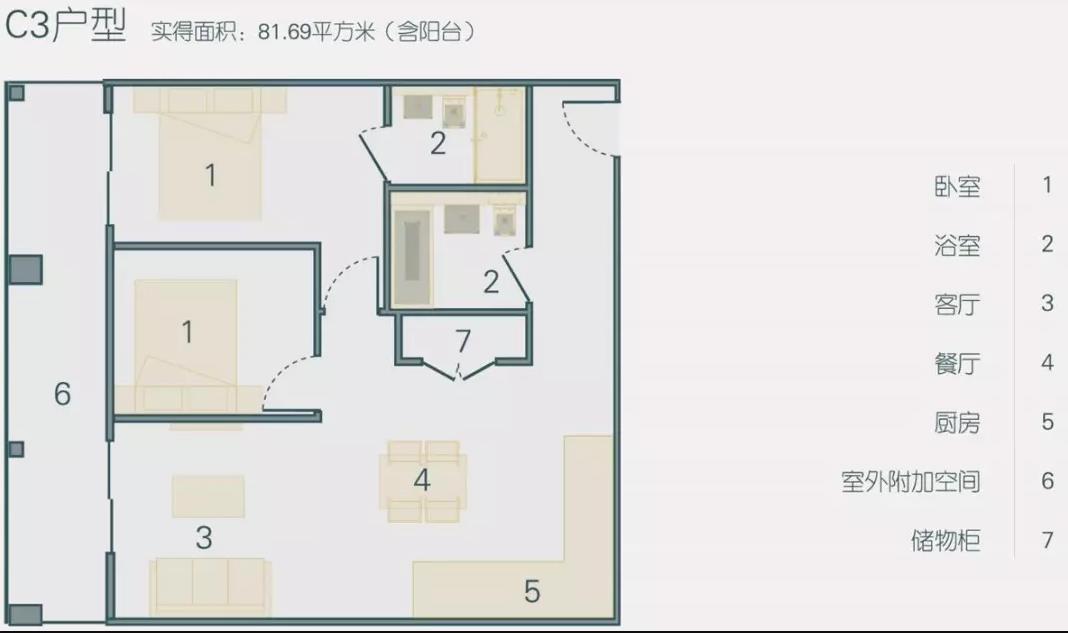 C3户型 实得面积：81.69平方米（含阳台）
2
1
2
1
7
6
4
3
5
卧室 1
浴室 2
客厅 3
餐厅 4
厨房 5
室外附加空间 6
储物柜 7